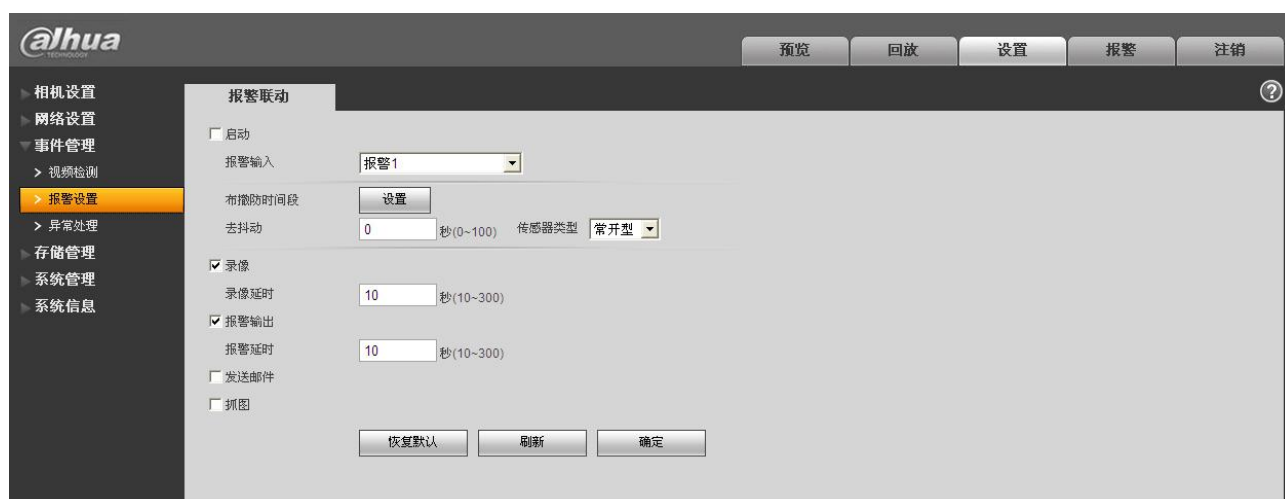 alhua
TECHNOLOGY
预览 回放 设置 报警 注销
相机设置
网络设置
事件管理
> 视频检测
> 报警设置
> 异常处理
存储管理
系统管理
系统信息
报警联动
?
启动
报警输入 报警1
布撤防时间段 设置
去抖动 0 秒(0~100) 传感器类型 常开型
录像
录像延时 10 秒(10~300)
报警输出
报警延时 10 秒(10~300)
发送邮件
抓图
恢复默认 刷新 确定